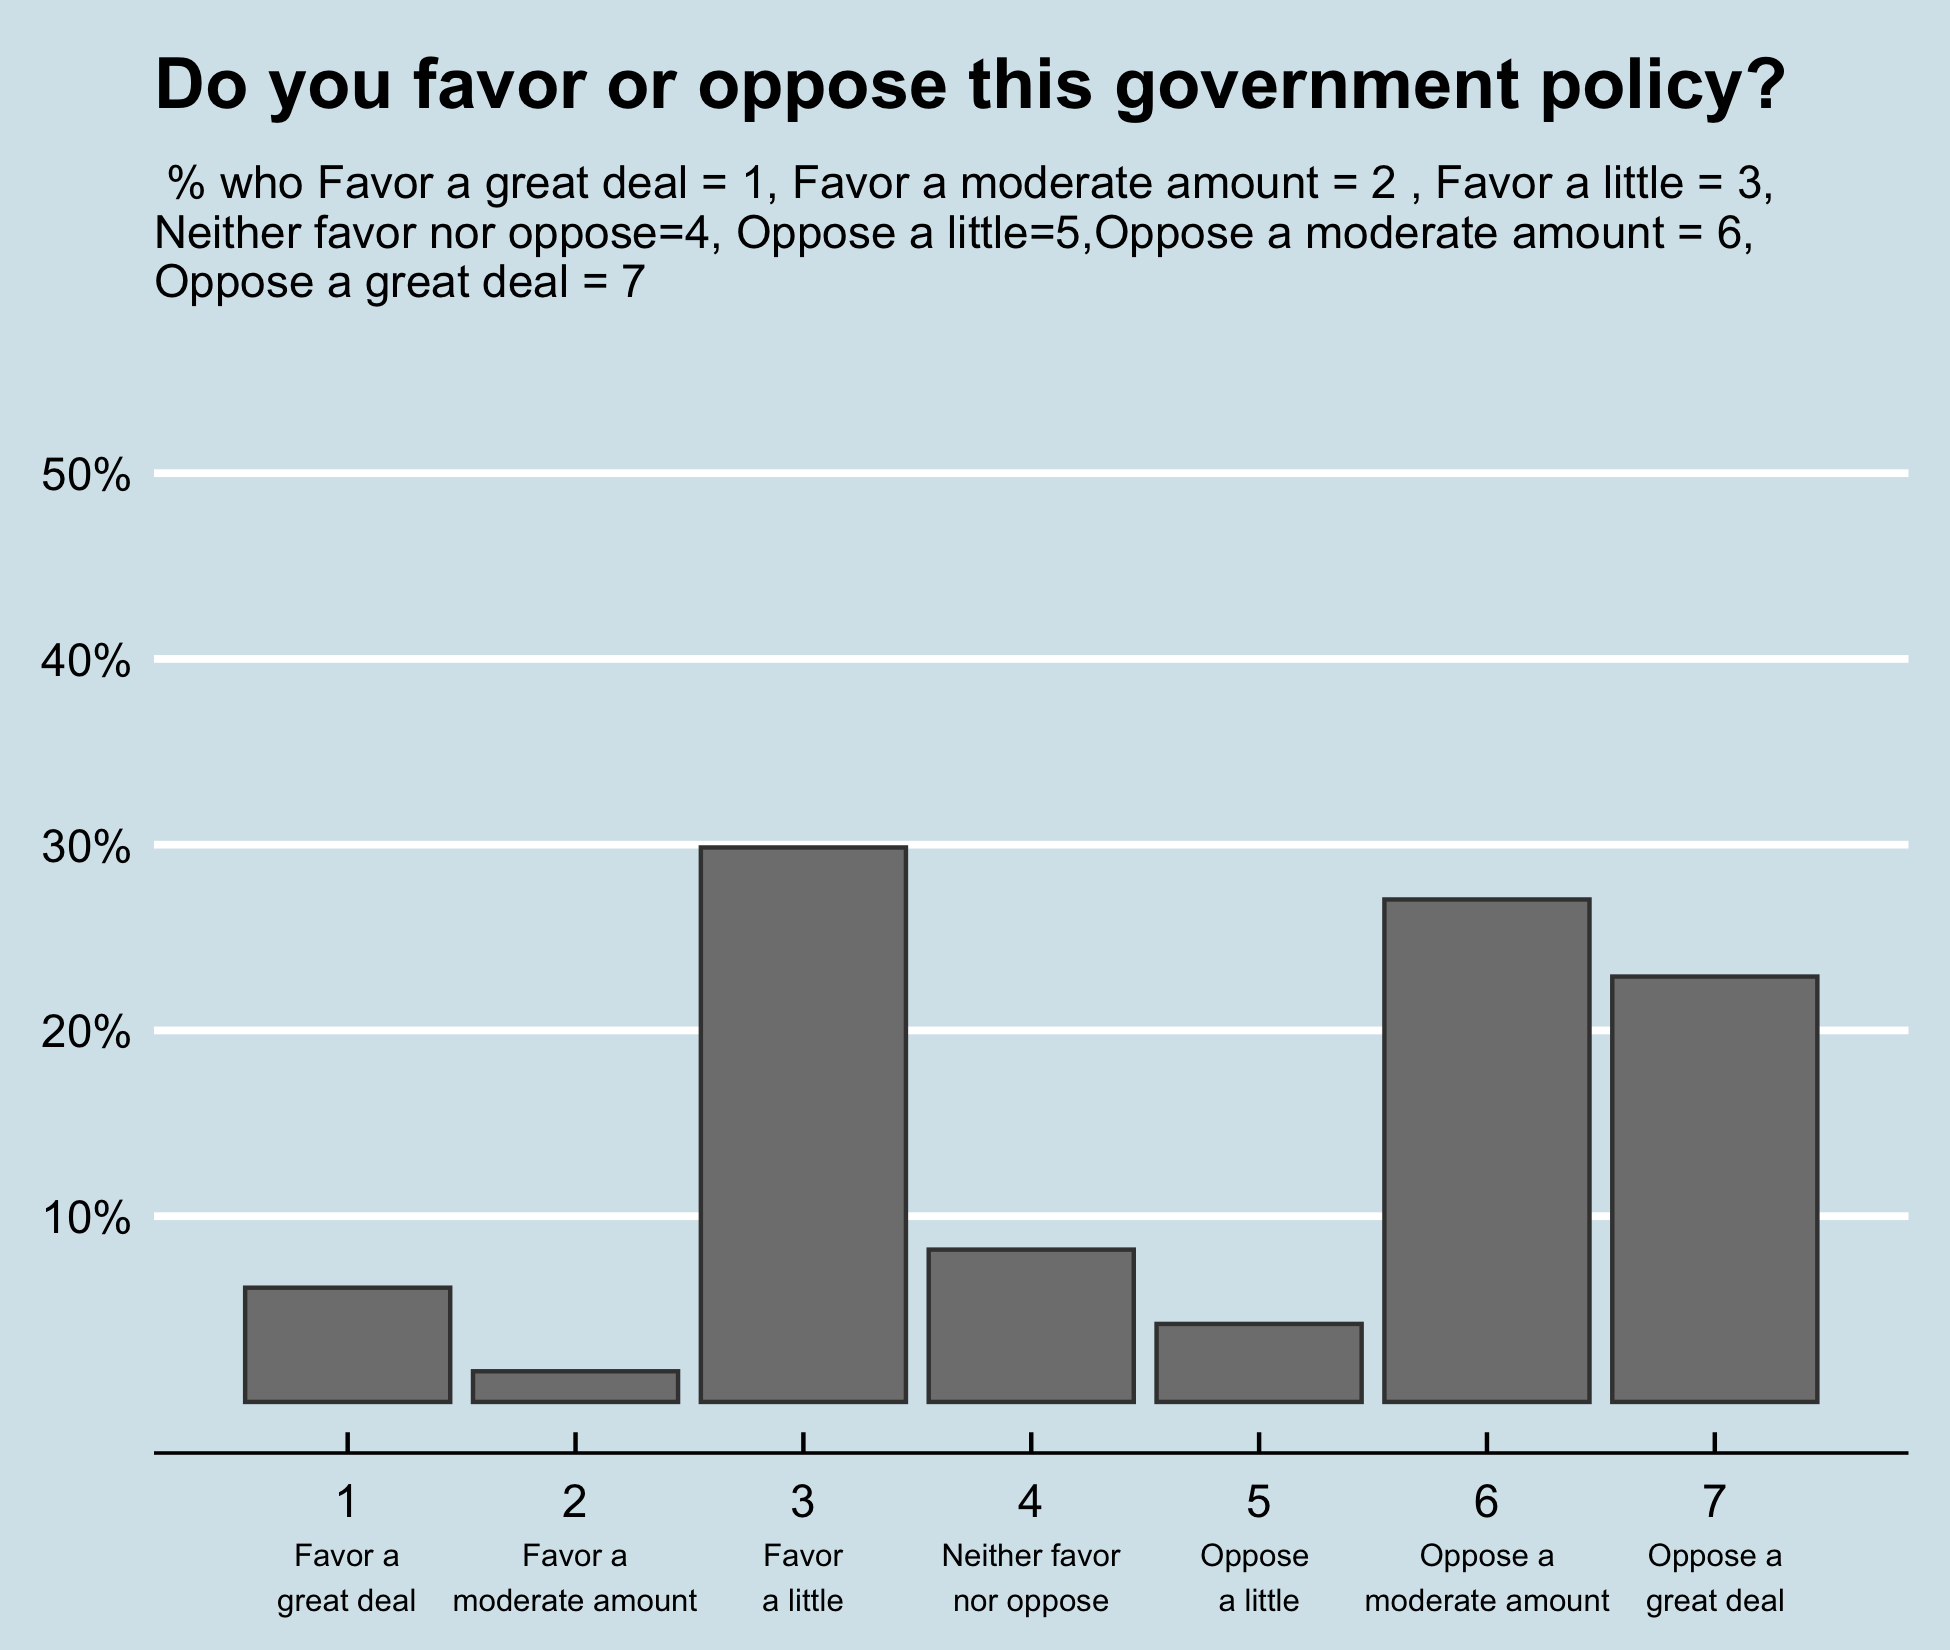 Do you favor or oppose this government policy?
% who Favor a great deal = 1, Favor a moderate amount = 2 , Favor a little = 3,
Neither favor nor oppose=4, Oppose a little=5,Oppose a moderate amount = 6,
Oppose a great deal = 7
50%
40%
30%
20%
10%
1 2 3 4 5 6 7
Favor a Favor a Favor Neither favor Oppose Oppose a Oppose a
great deal moderate amount a little nor oppose a little moderate amount great deal